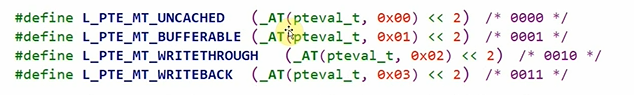 #define L_PTE_MT_UNCACHED (_AT(pteval_t, 0x00) << 2) /* 0000 */
#define L_PTE_MT_BUFFERABLE (_AT(pteval_t, 0x01) << 2) /* 0001 */
#define L_PTE_MT_WRITETHROUGH (_AT(pteval_t, 0x02) << 2) /* 0010 */
#define L_PTE_MT_WRITEBACK (_AT(pteval_t, 0x03) << 2) /* 0011 */